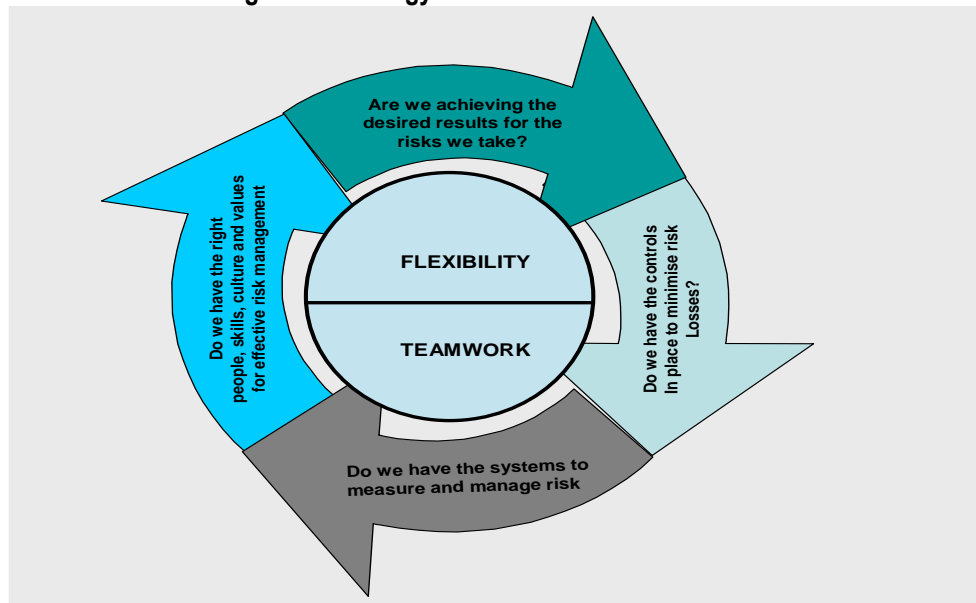 Are we achieving the
desired results for the
risks we take?
Do we have the controls
In place to minimise risk
Losses?
Do we have the systems to
measure and manage risk
Do we have the right
people, skills, culture and values
for effective risk management
FLEXIBILITY
TEAMWORK